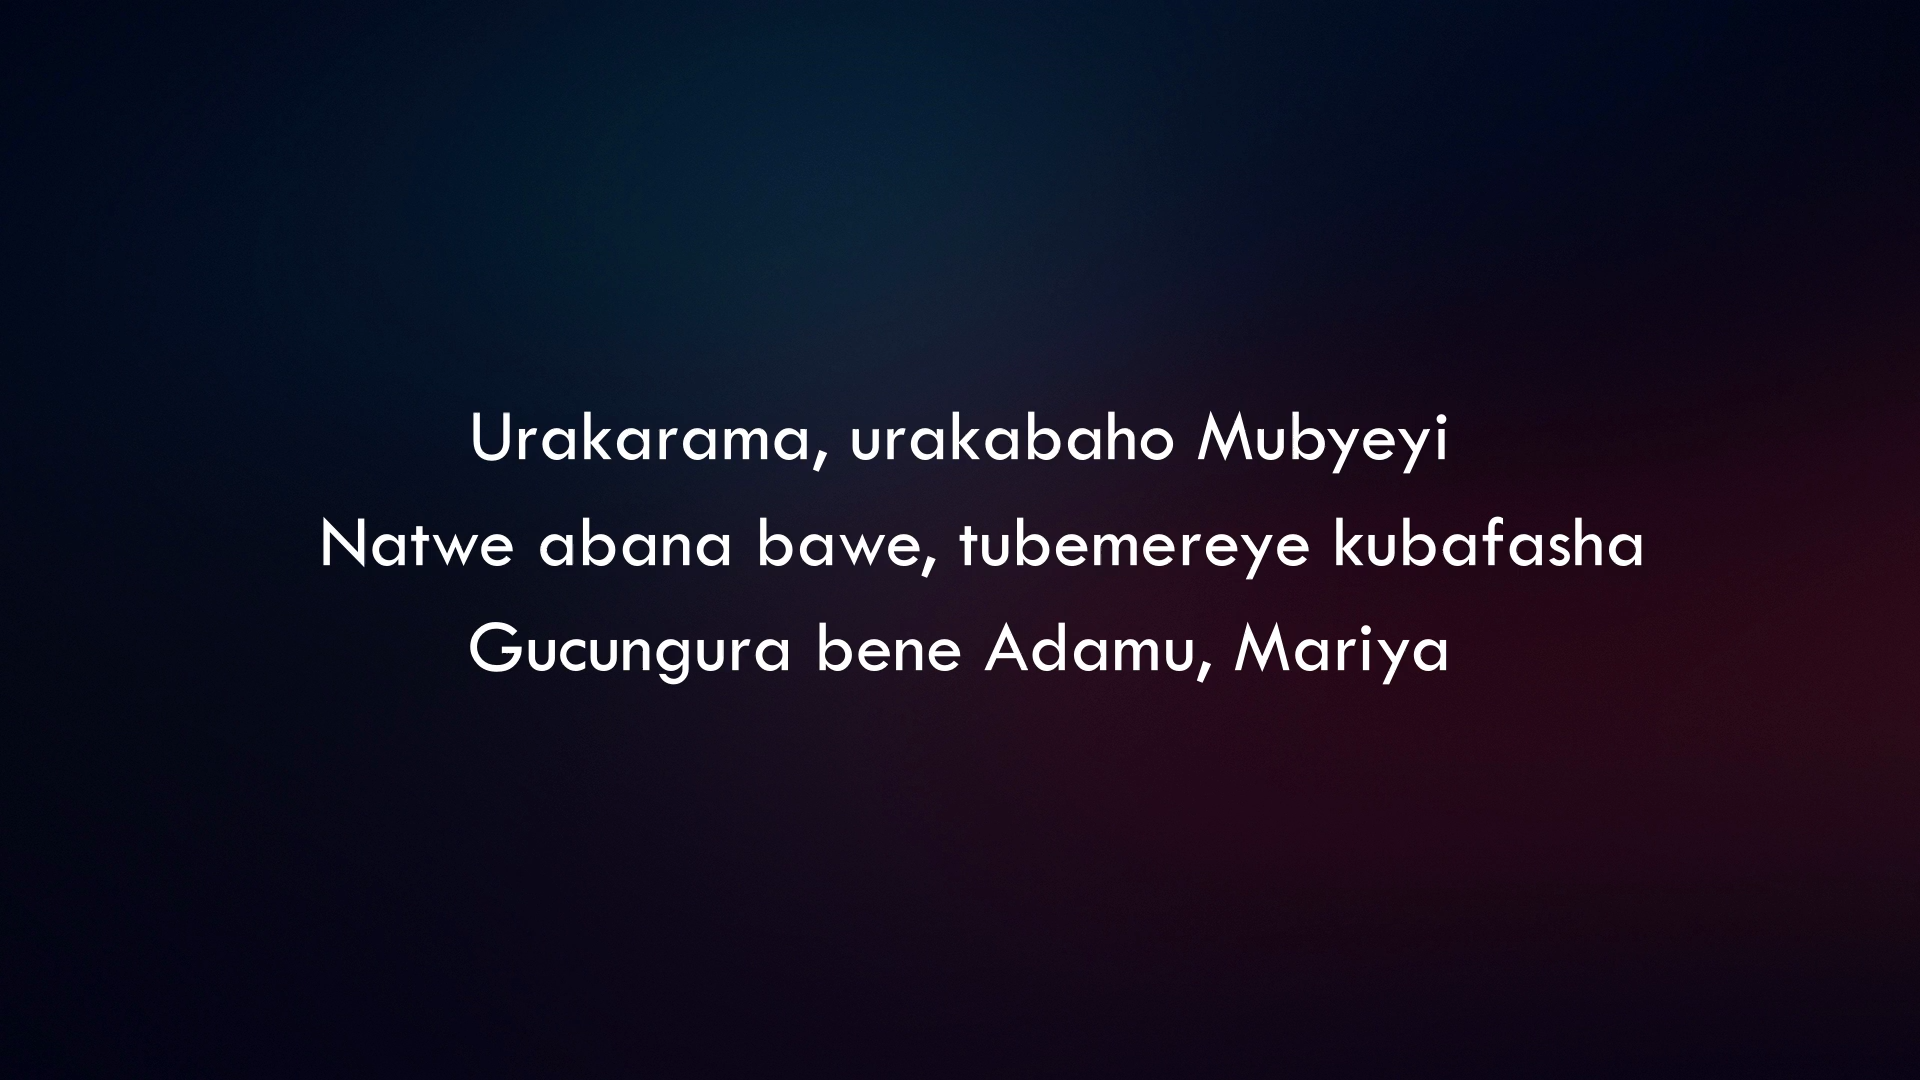 Urakarama, urakabaho Mubyeyi
Natwe abana bawe, tubemereye kubafasha
Gucungura bene Adamu, Mariya